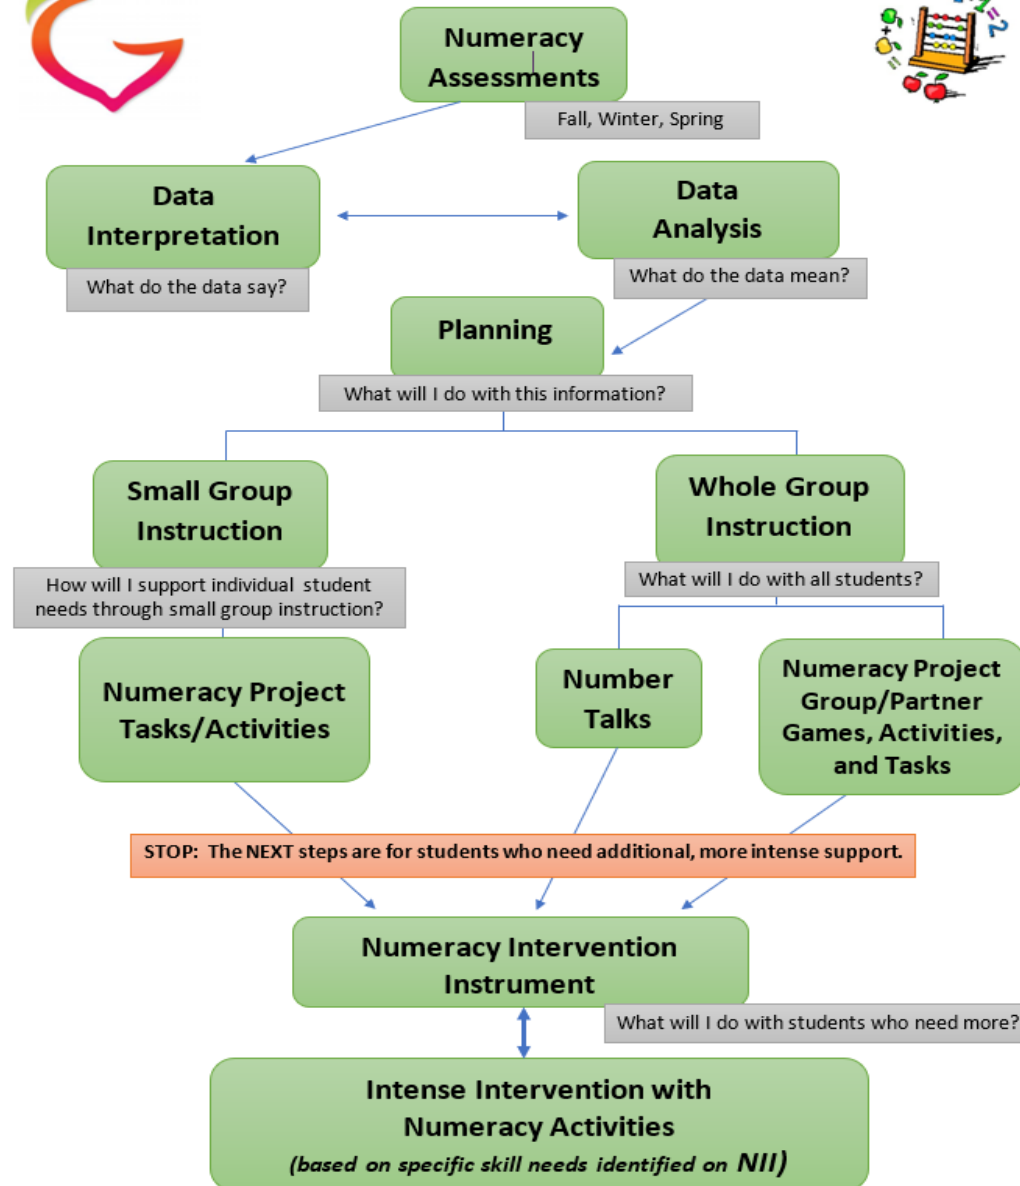 Numeracy
Assessments
Fall, Winter, Spring
Data
Interpretation
What do the data say?
Data
Analysis
What do the data mean?
Planning
What will I do with this information?
Small Group
Instruction
How will I support individual student
needs through small group instruction?
Whole Group
Instruction
What will I do with all students?
Numeracy Project
Tasks/Activities
Number
Talks
Numeracy Project
Group/Partner
Games, Activities,
and Tasks
STOP: The NEXT steps are for students who need additional, more intense support.
Numeracy Intervention
Instrument
What will I do with students who need more?
Intense Intervention with
Numeracy Activities
(based on specific skill needs identified on NII)